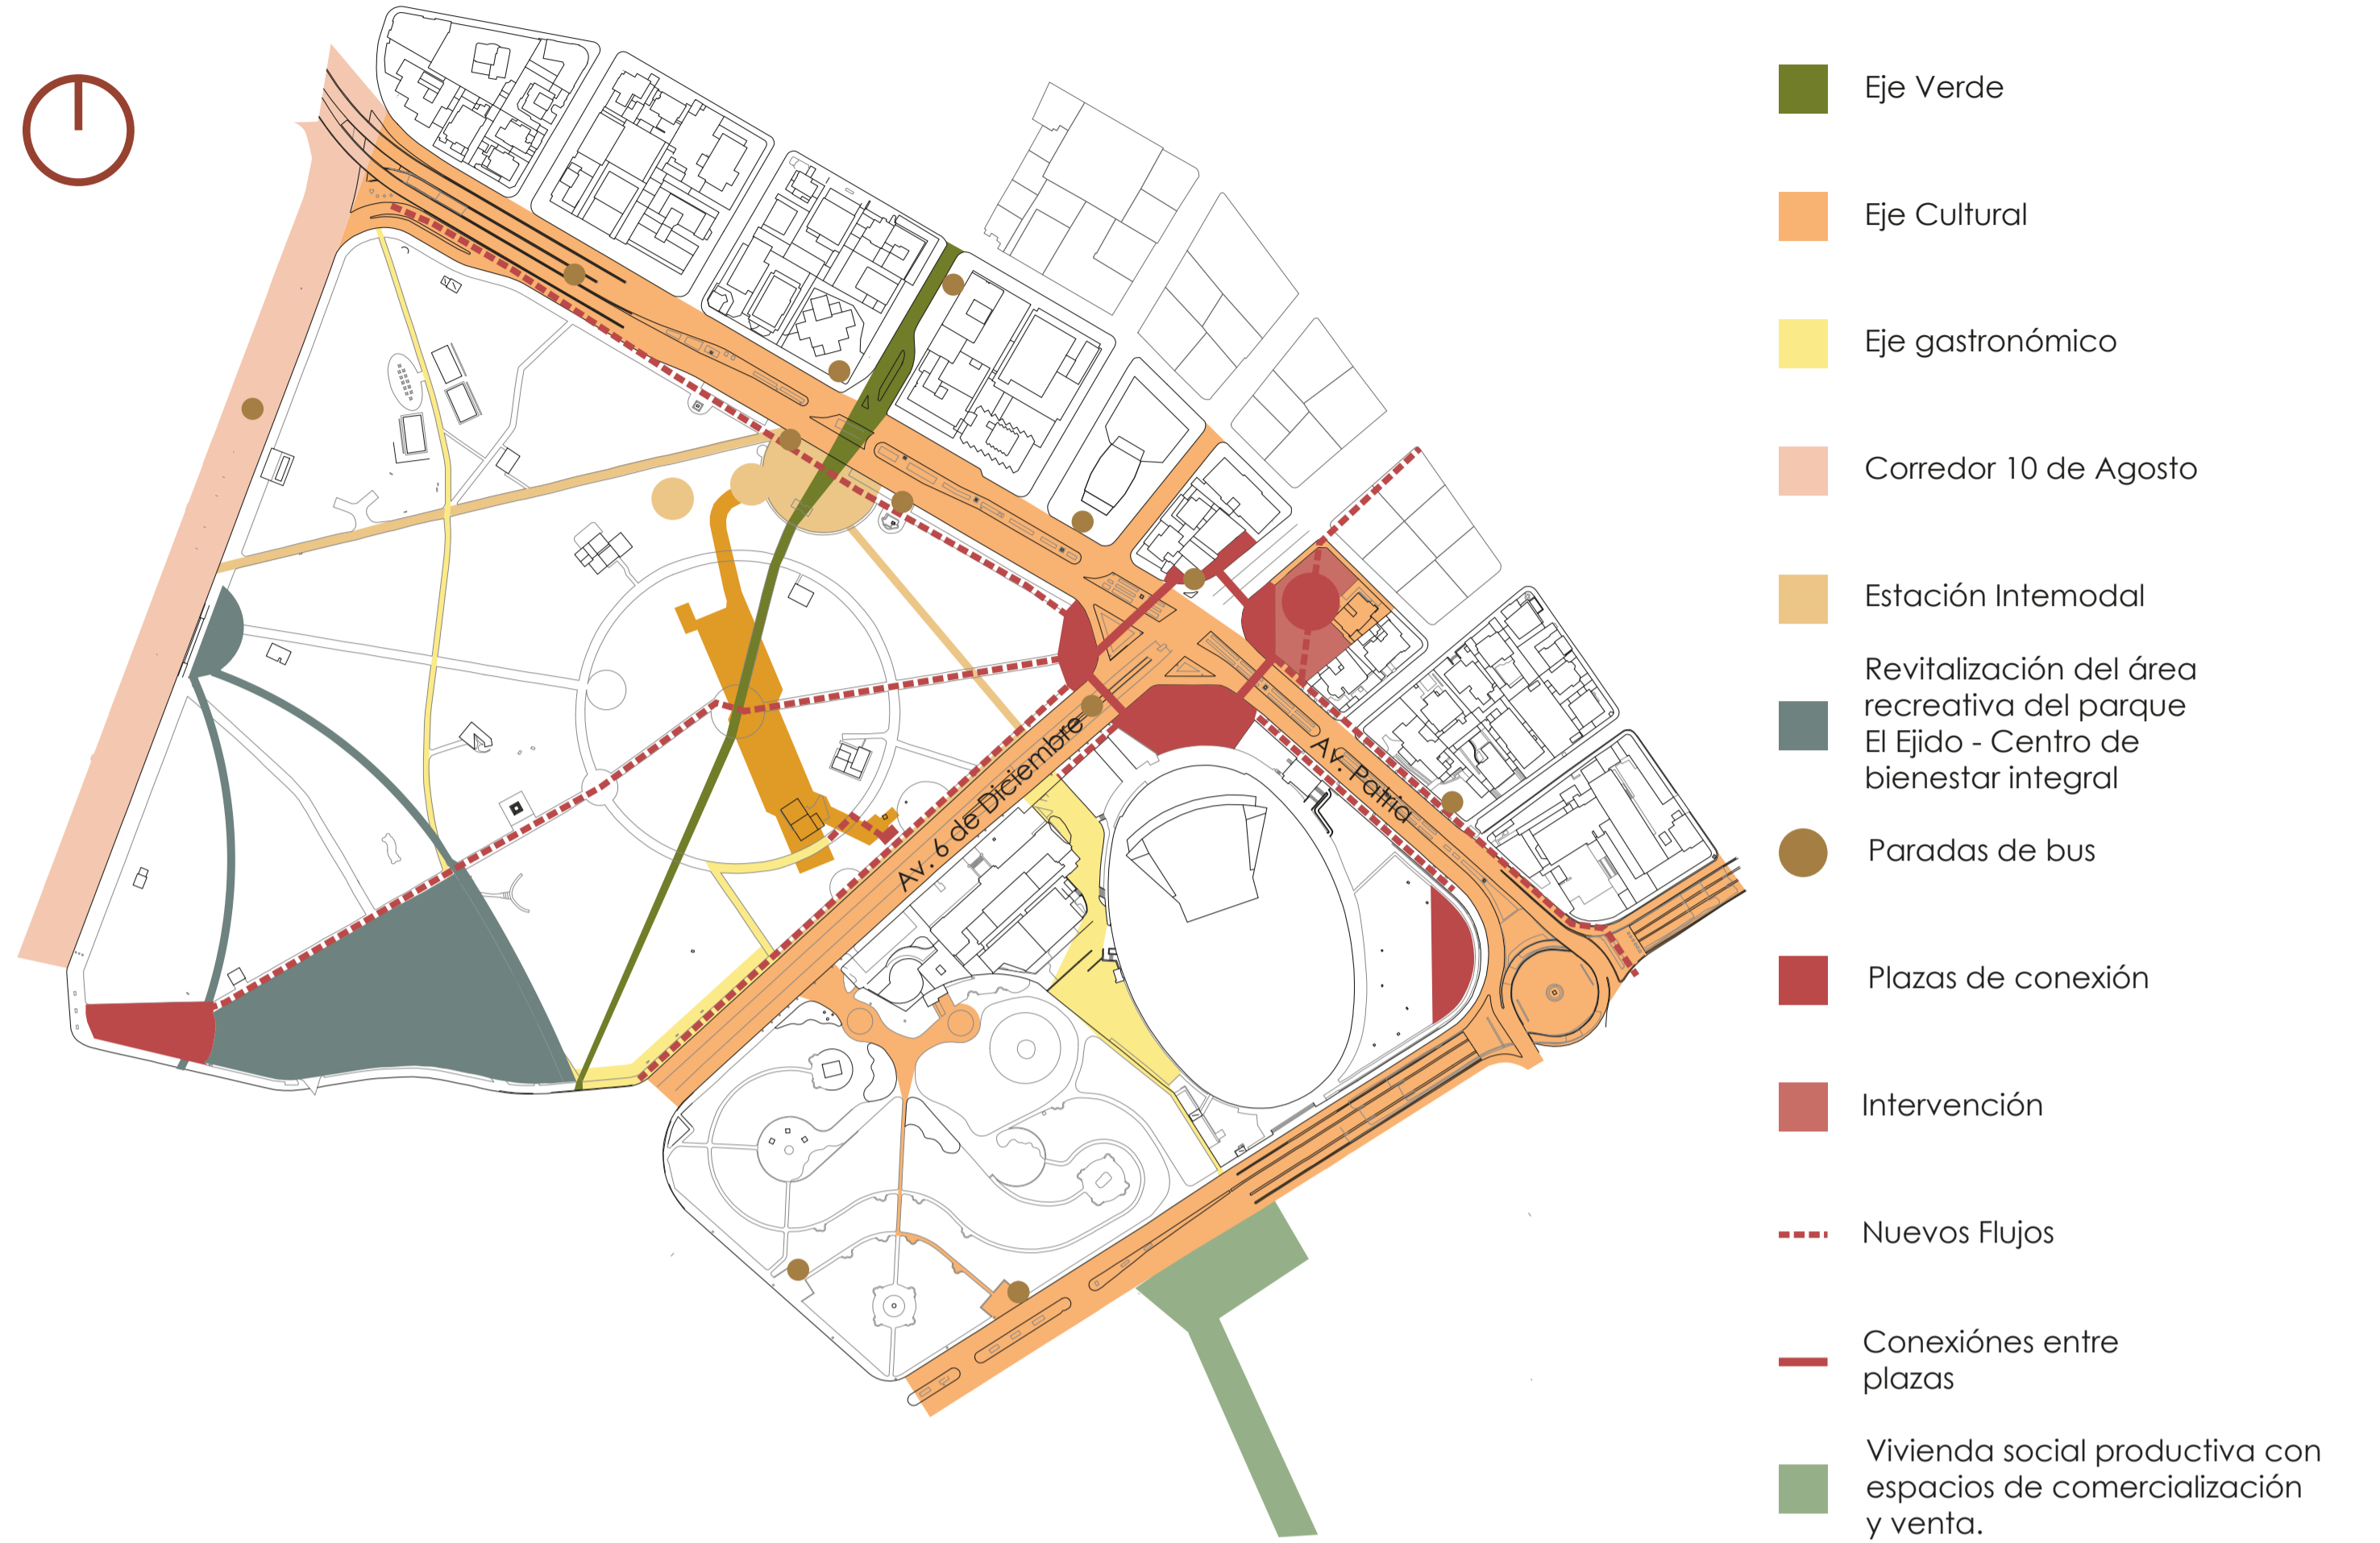 Eje Verde
Eje Cultural
Eje gastronómico
Corredor 10 de Agosto
Estación Intemodal
Revitalización del área
recreativa del parque
El Ejido - Centro de
bienestar integral
Paradas de bus
Plazas de conexión
Intervención
Nuevos Flujos
Conexiónes entre
plazas
Vivienda social productiva con
espacios de comercialización
y venta.
Av. 6 de Diciembre
Av. Patria